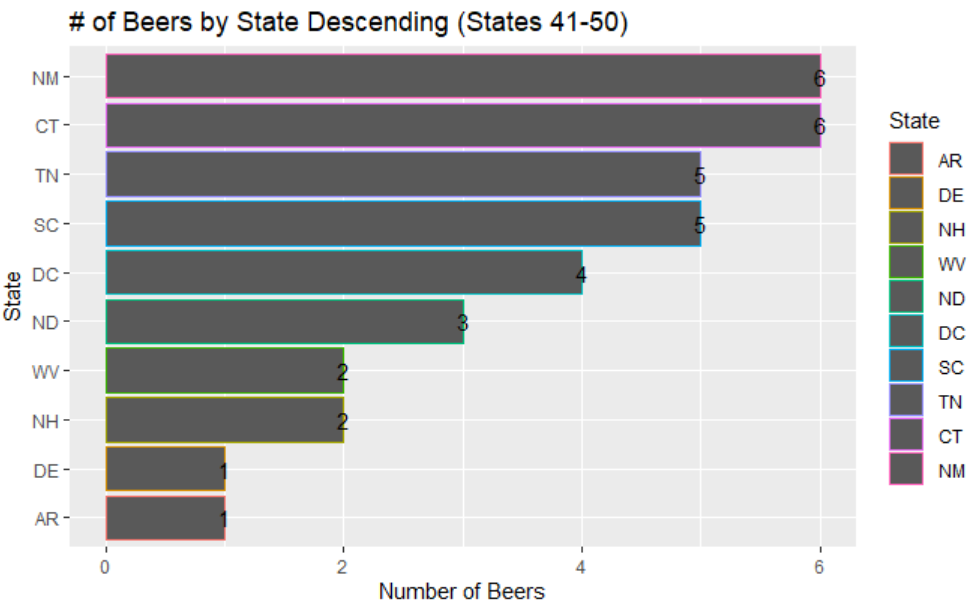 # of Beers by State Descending (States 41-50)
NM 6
CT 6
TN 5
SC 5
DC 4
ND 3
WV 2
NH 2
DE 1
AR 1
0 2 4 6
Number of Beers
State
State
AR
DE
NH
WV
ND
DC
SC
TN
CT
NM